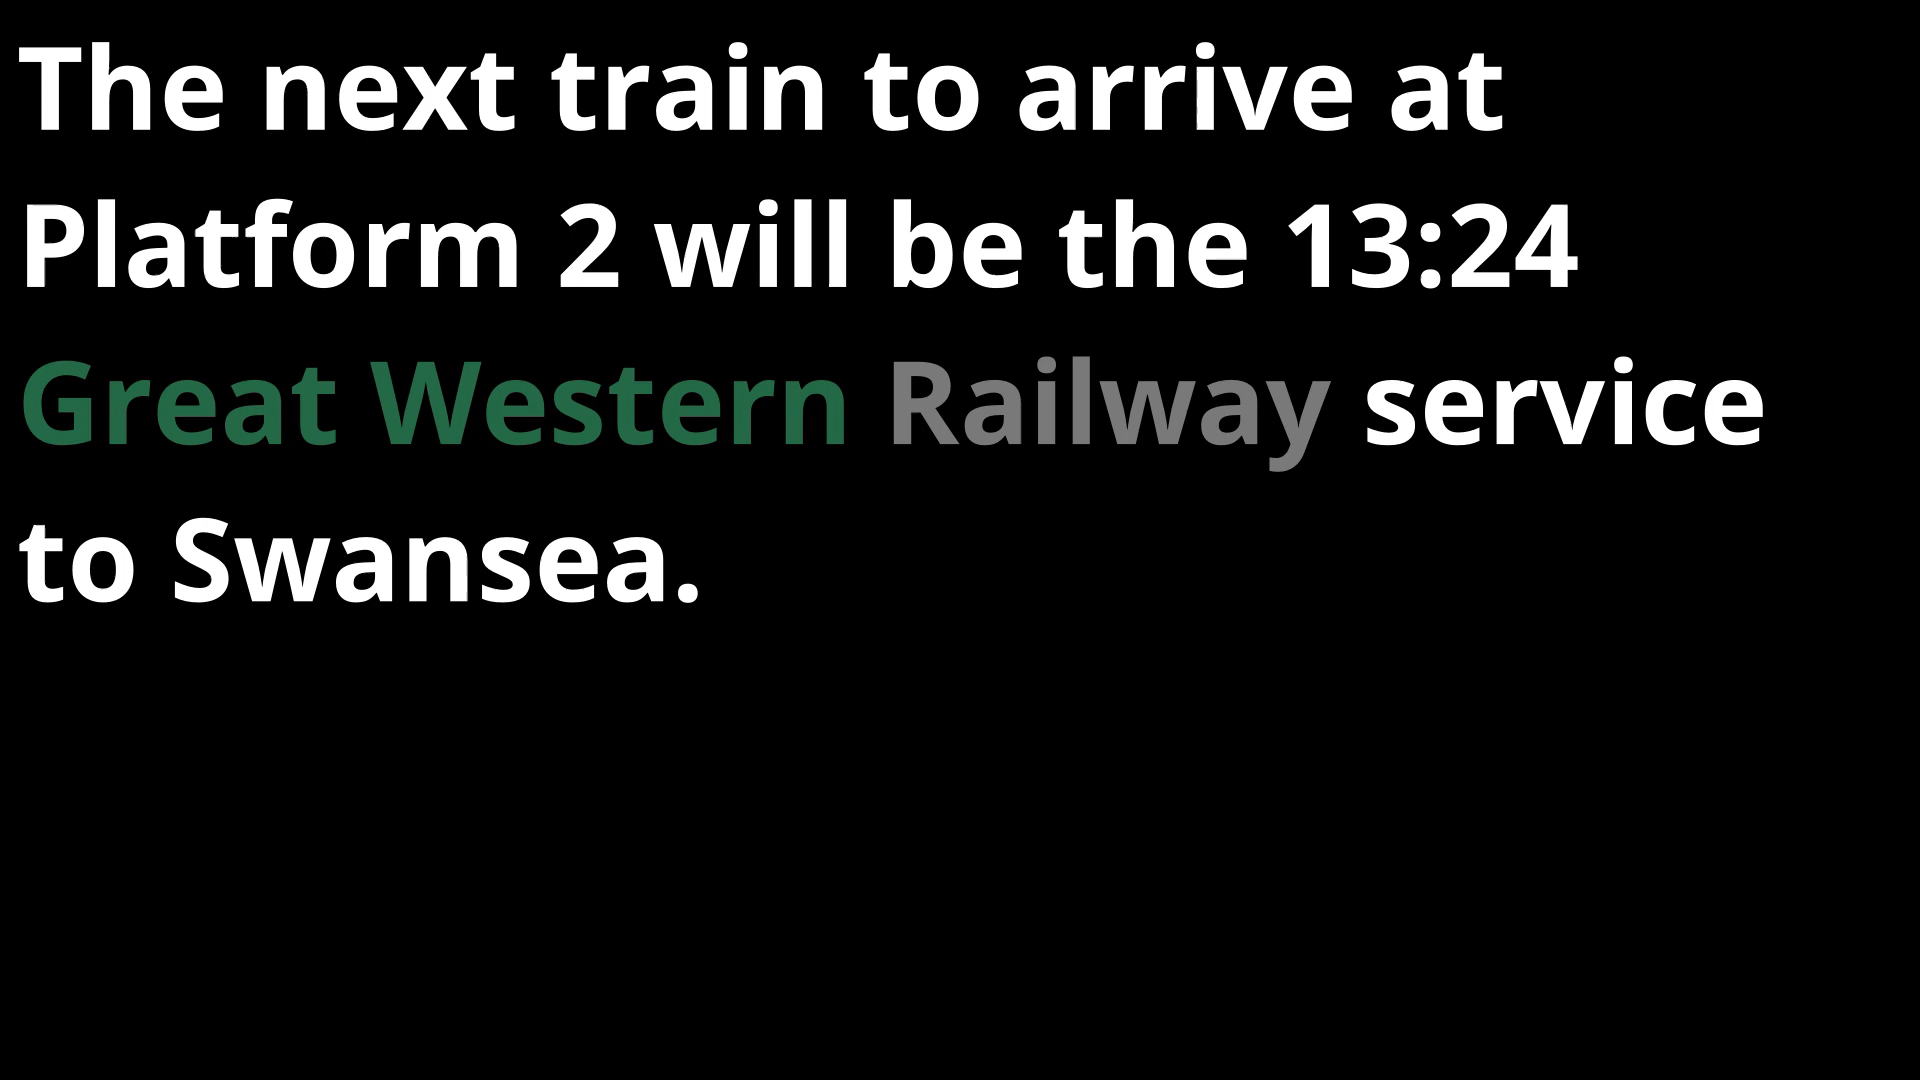 The next train to arrive at
Platform 2 will be the 13:24
Great Western Railway service
to Swansea.